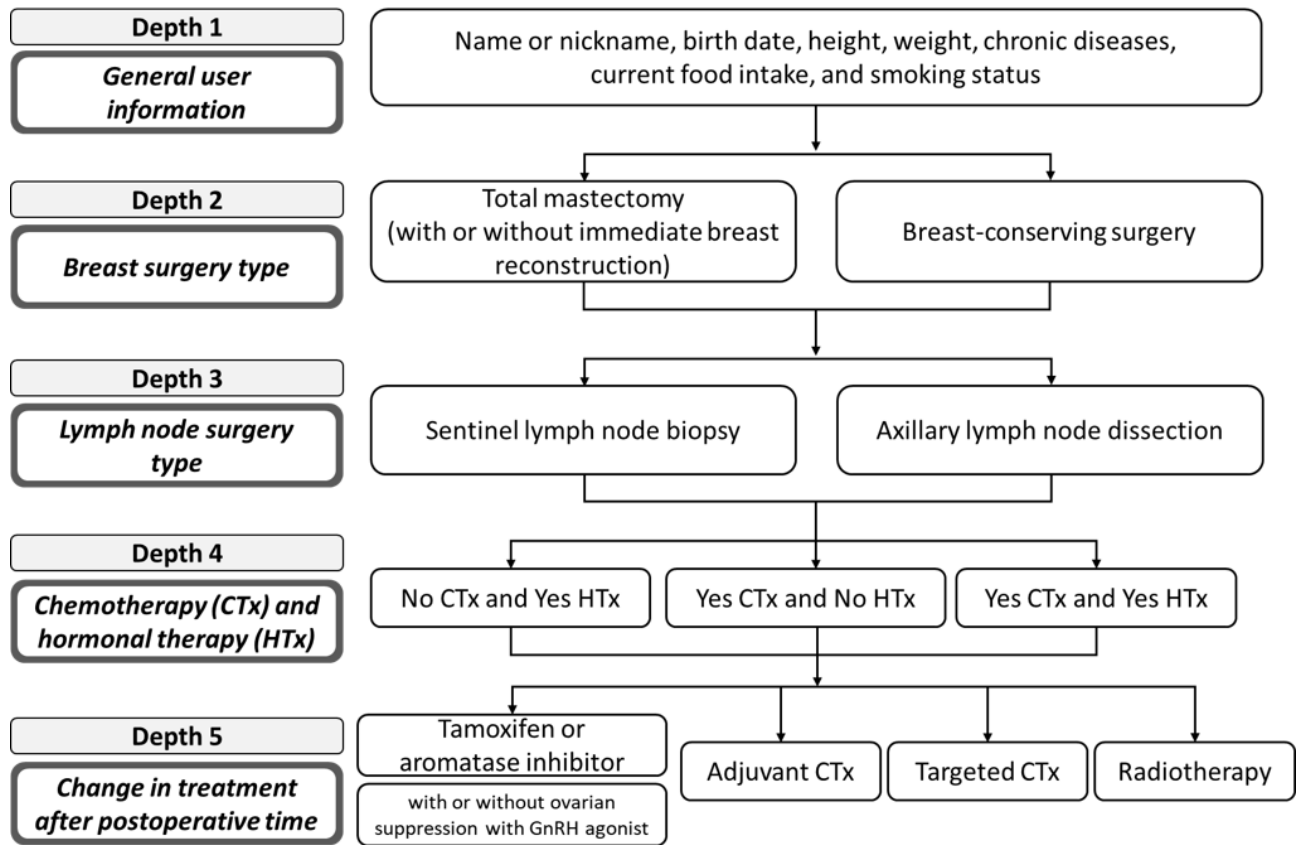 Depth 1
General user
information
Name or nickname, birth date, height, weight, chronic diseases,
current food intake, and smoking status
Depth 2
Breast surgery type
Total mastectomy
(with or without immediate breast
reconstruction)
Breast-conserving surgery
Depth 3
Lymph node surgery
type
Sentinel lymph node biopsy
Axillary lymph node dissection
Depth 4
Chemotherapy (CTx) and
hormonal therapy (HTx)
No CTx and Yes HTx
Yes CTx and No HTx
Yes CTx and Yes HTx
Depth 5
Change in treatment
after postoperative time
Tamoxifen or
aromatase inhibitor
with or without ovarian
suppression with GnRH agonist
Adjuvant CTx
Targeted CTx
Radiotherapy